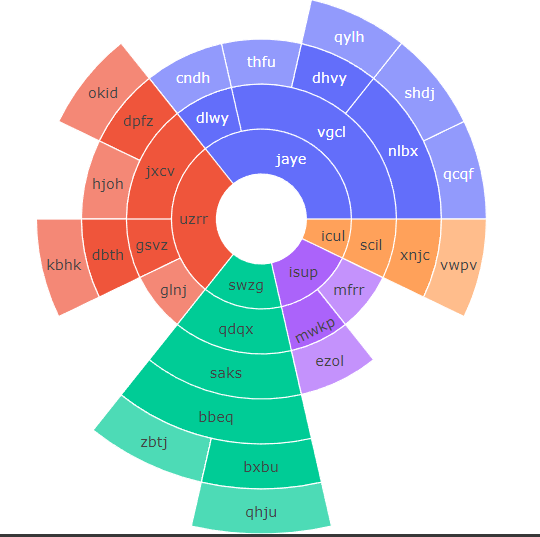 qylh
thfu
cndh
dhvy
okid
shdj
dpfz
dlwy
vgcl
nlbx
jaye
jxcv
qcqf
hjoh
uzrr
icul
gsvz
scil
dbth
xnjc
kbhk
vwpv
isup
swzg
glnj
mfrr
qdqx
mwkp
ezol
saks
bbeq
zbtj
bxbu
qhju